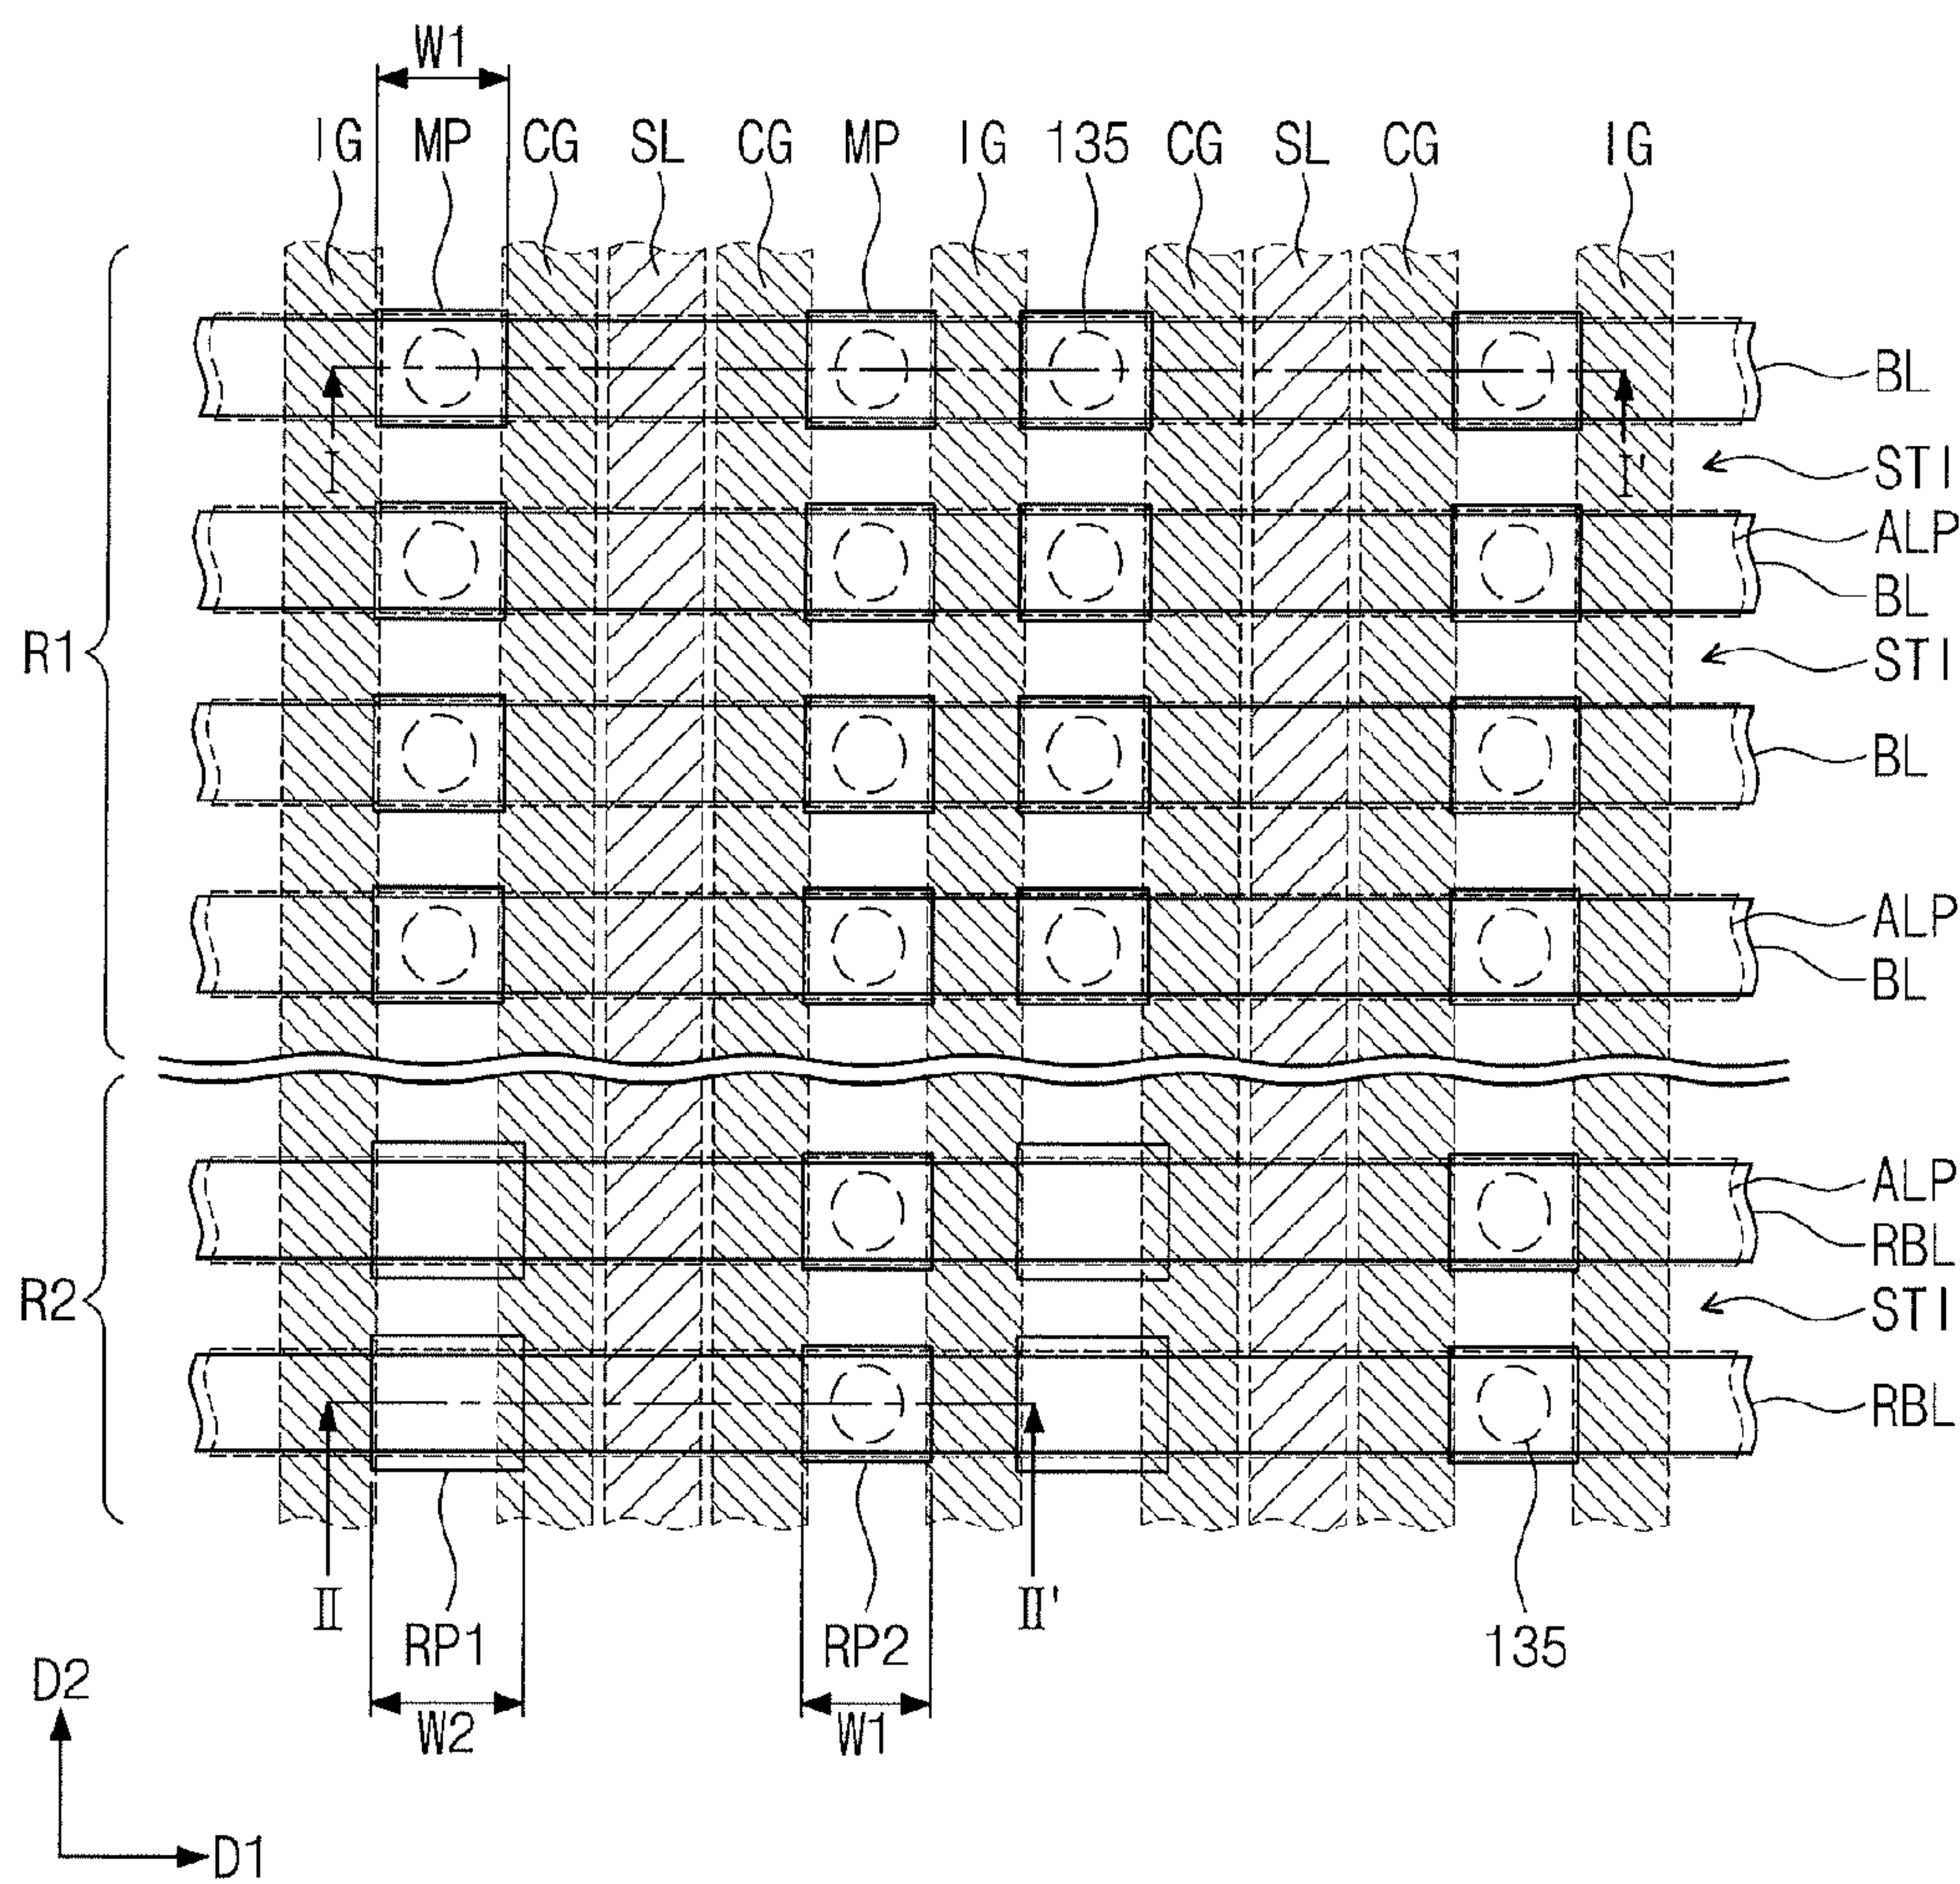 W1
IG MP CG SL CG MP IG 135 CG SL CG IG
BL
I I'
STI
ALP
BL
R1
STI
BL
ALP
BL
ALP
RBL
R2
STI
RBL
II II'
RP1 RP2 135
D2
W2 W1
D1